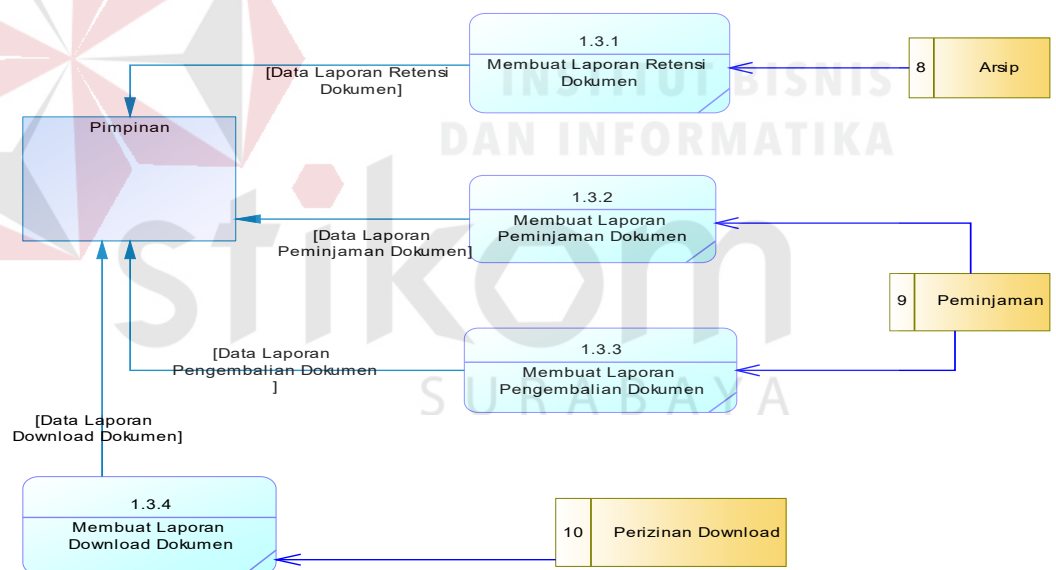 1.3.1
Membuat Laporan Retensi
Dokumen
8
Arsip
[Data Laporan Retensi
Dokumen]
INSTITUT BISNIS
DAN INFORMATIKA
Pimpinan
1.3.2
Membuat Laporan
Peminjaman Dokumen
[Data Laporan
Peminjaman Dokumen]
stikom
9
Peminjaman
1.3.3
Membuat Laporan
Pengembalian Dokumen
[Data Laporan
Pengembalian Dokumen
]
SURABAYA
[Data Laporan
Download Dokumen]
1.3.4
Membuat Laporan
Download Dokumen
10
Perizinan Download